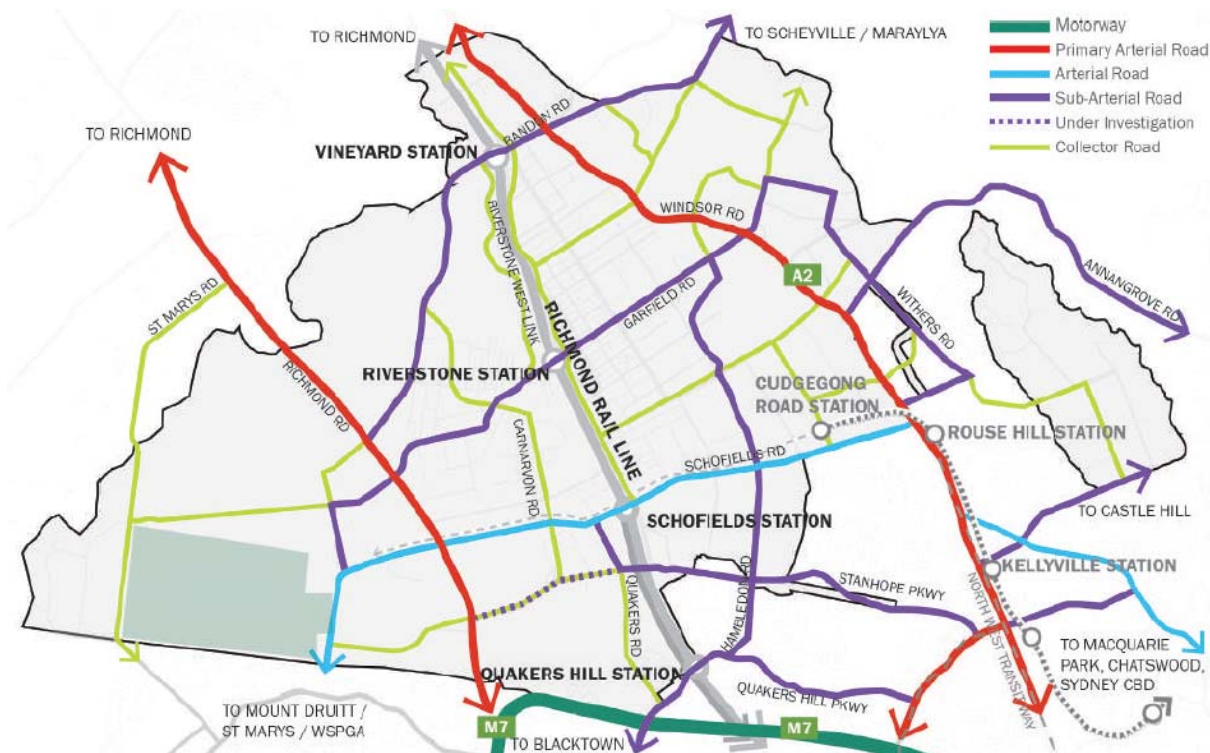 TO RICHMOND
TO SCHEYVILLE / MARAYLYA
Motorway
Primary Arterial Road
Arterial Road
Sub-Arterial Road
Under Investigation
Collector Road
TO RICHMOND
VINEYARD STATION
BANDON RD
RIVERSTONE WEST LINK
WINDSOR RD
A2
ANNANGROVE RD
WITHERS RD
ST MARYS RD
RICHMOND RD
GARFIELD RD
RICHMOND RAIL LINE
RIVERSTONE STATION
CUDGEGONG
ROAD STATION
ROUSE HILL STATION
CARNARVON RD
SCHOFIELDS RD
SCHOFIELDS STATION
TO CASTLE HILL
KELLYVILLE STATION
STANHOPE PKWY
HAMBLEDON RD
QUAKERS RD
NORTH WEST TRANSIT WAY
QUAKERS HILL STATION
QUAKERS HILL PKWY
TO MACQUARIE
PARK, CHATSWOOD,
SYDNEY CBD
TO MOUNT DRUITT /
ST MARYS / WSPGA
M7
M7
TO BLACKTOWN